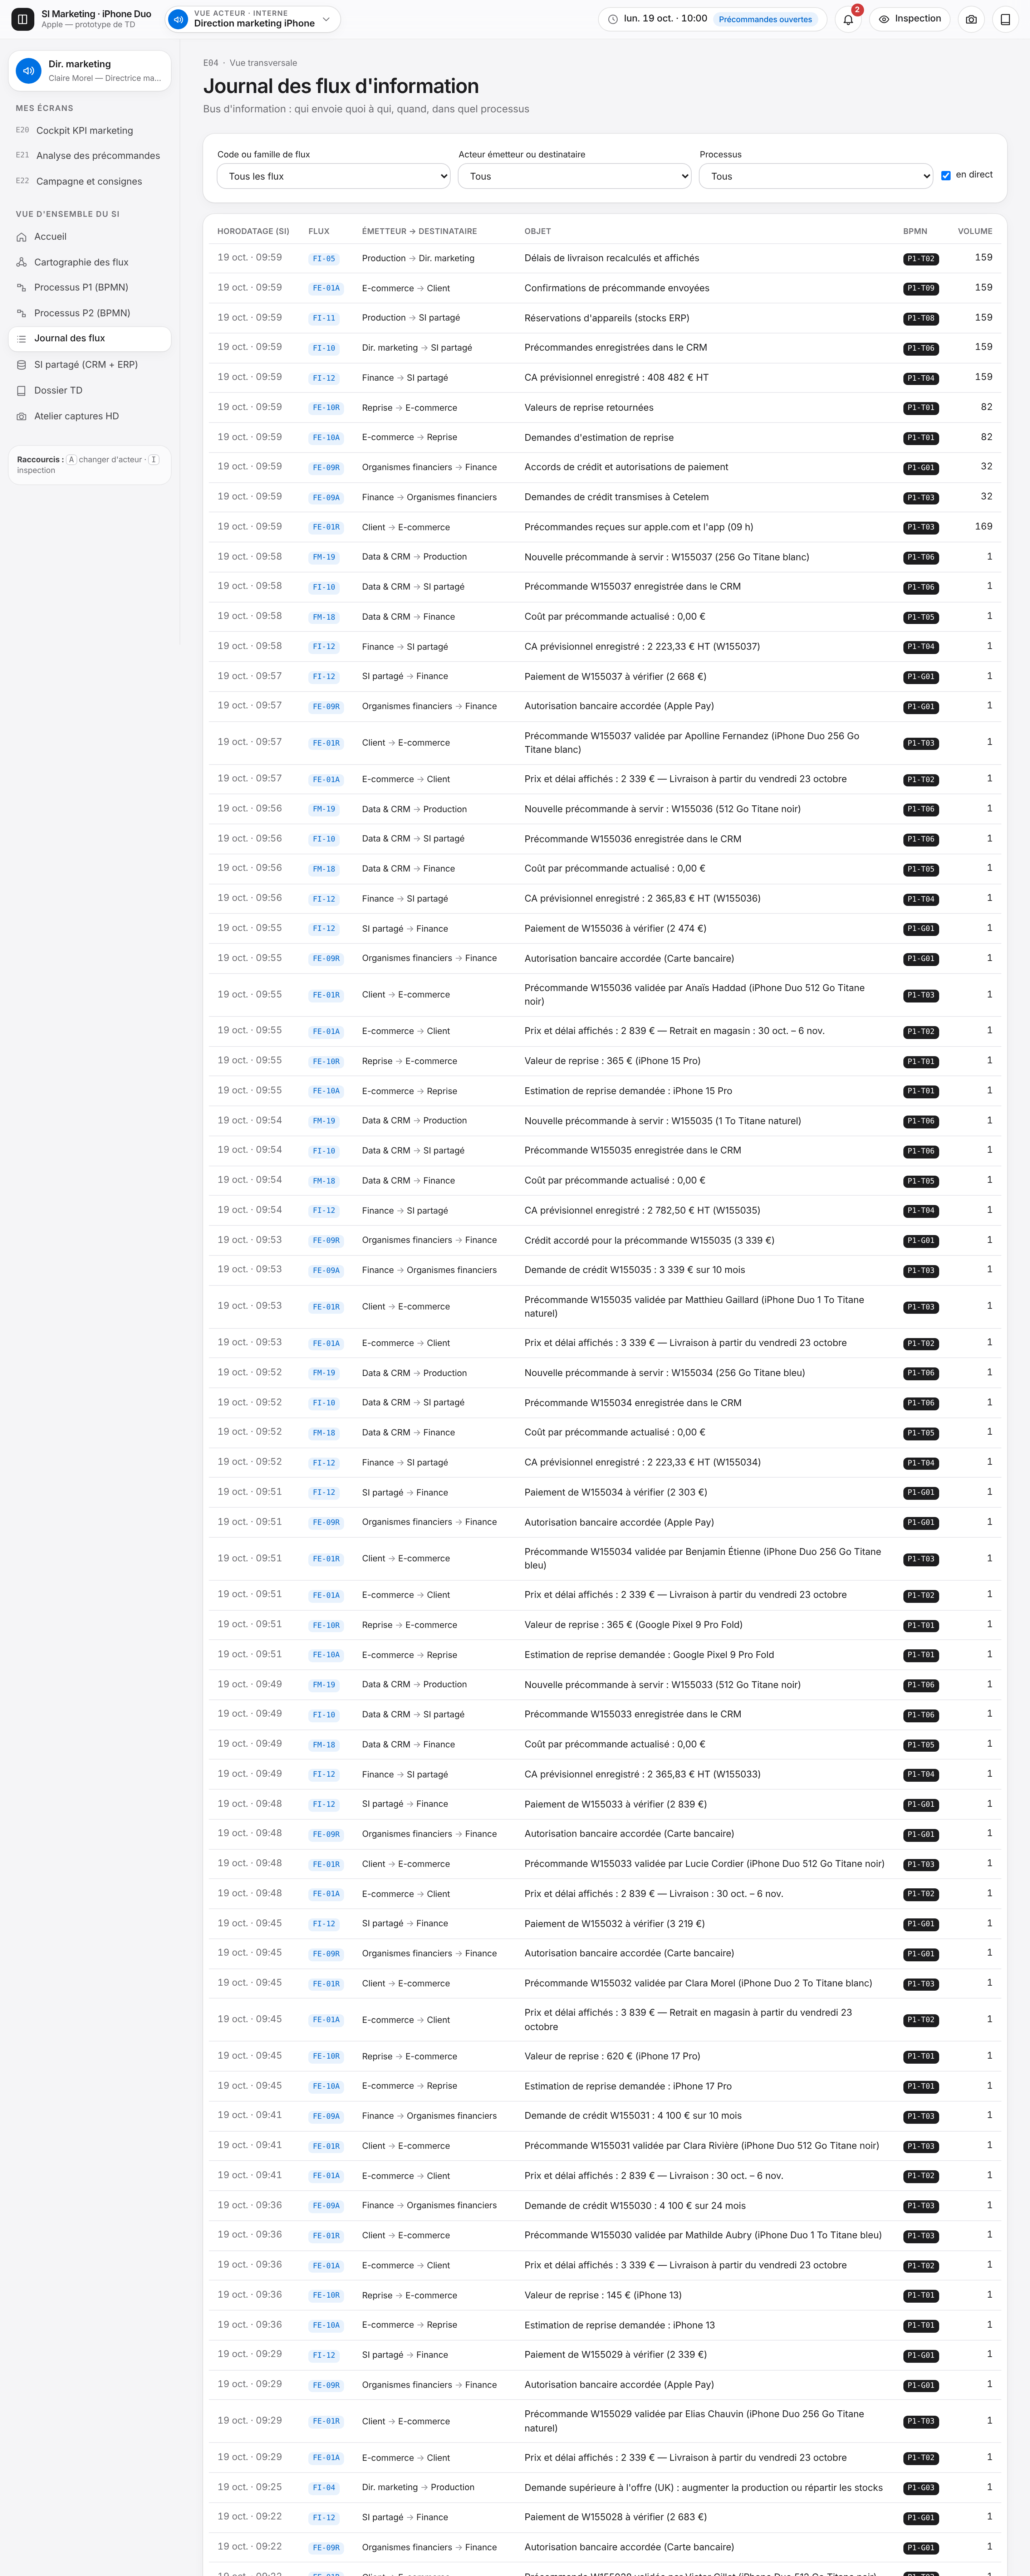 SI Marketing · iPhone Duo
Apple — prototype de TD
VUE ACTEUR · INTERNE
Direction marketing iPhone
lun. 19 oct. · 10:00 Précommandes ouvertes
2
Inspection
Dir. marketing
Claire Morel — Directrice ma...
MES ÉCRANS
E20 Cockpit KPI marketing
E21 Analyse des précommandes
E22 Campagne et consignes
VUE D'ENSEMBLE DU SI
Accueil
Cartographie des flux
Processus P1 (BPMN)
Processus P2 (BPMN)
Journal des flux
SI partagé (CRM + ERP)
Dossier TD
Atelier captures HD
Raccourcis : A changer d'acteur · I
inspection
E04 · Vue transversale
Journal des flux d'information
Bus d'information : qui envoie quoi à qui, quand, dans quel processus
Code ou famille de flux
Tous les flux
Acteur émetteur ou destinataire
Tous
Processus
Tous
en direct
HORODATAGE (SI) FLUX ÉMETTEUR → DESTINATAIRE OBJET BPMN VOLUME
19 oct. · 09:59 FI-05 Production → Dir. marketing Délais de livraison recalculés et affichés P1-T02 159
19 oct. · 09:59 FE-01A E-commerce → Client Confirmations de précommande envoyées P1-T09 159
19 oct. · 09:59 FI-11 Production → SI partagé Réservations d'appareils (stocks ERP) P1-T08 159
19 oct. · 09:59 FI-10 Dir. marketing → SI partagé Précommandes enregistrées dans le CRM P1-T06 159
19 oct. · 09:59 FI-12 Finance → SI partagé CA prévisionnel enregistré : 408 482 € HT P1-T04 159
19 oct. · 09:59 FE-10R Reprise → E-commerce Valeurs de reprise retournées P1-T01 82
19 oct. · 09:59 FE-10A E-commerce → Reprise Demandes d'estimation de reprise P1-T01 82
19 oct. · 09:59 FE-09R Organismes financiers → Finance Accords de crédit et autorisations de paiement P1-G01 32
19 oct. · 09:59 FE-09A Finance → Organismes financiers Demandes de crédit transmises à Cetelem P1-T03 32
19 oct. · 09:59 FE-01R Client → E-commerce Précommandes reçues sur apple.com et l'app (09 h) P1-T03 169
19 oct. · 09:58 FM-19 Data & CRM → Production Nouvelle précommande à servir : W155037 (256 Go Titane blanc) P1-T06 1
19 oct. · 09:58 FI-10 Data & CRM → SI partagé Précommande W155037 enregistrée dans le CRM P1-T06 1
19 oct. · 09:58 FM-18 Data & CRM → Finance Coût par précommande actualisé : 0,00 € P1-T05 1
19 oct. · 09:58 FI-12 Finance → SI partagé CA prévisionnel enregistré : 2 223,33 € HT (W155037) P1-T04 1
19 oct. · 09:57 FI-12 SI partagé → Finance Paiement de W155037 à vérifier (2 668 €) P1-G01 1
19 oct. · 09:57 FE-09R Organismes financiers → Finance Autorisation bancaire accordée (Apple Pay) P1-G01 1
19 oct. · 09:57 FE-01R Client → E-commerce Précommande W155037 validée par Apolline Fernandez (iPhone Duo 256 Go
Titane blanc) P1-T03 1
19 oct. · 09:57 FE-01A E-commerce → Client Prix et délai affichés : 2 339 € — Livraison à partir du vendredi 23 octobre P1-T02 1
19 oct. · 09:56 FM-19 Data & CRM → Production Nouvelle précommande à servir : W155036 (512 Go Titane noir) P1-T06 1
19 oct. · 09:56 FI-10 Data & CRM → SI partagé Précommande W155036 enregistrée dans le CRM P1-T06 1
19 oct. · 09:56 FM-18 Data & CRM → Finance Coût par précommande actualisé : 0,00 € P1-T05 1
19 oct. · 09:56 FI-12 Finance → SI partagé CA prévisionnel enregistré : 2 365,83 € HT (W155036) P1-T04 1
19 oct. · 09:55 FI-12 SI partagé → Finance Paiement de W155036 à vérifier (2 474 €) P1-G01 1
19 oct. · 09:55 FE-09R Organismes financiers → Finance Autorisation bancaire accordée (Carte bancaire) P1-G01 1
19 oct. · 09:55 FE-01R Client → E-commerce Précommande W155036 validée par Anaïs Haddad (iPhone Duo 512 Go Titane
noir) P1-T03 1
19 oct. · 09:55 FE-01A E-commerce → Client Prix et délai affichés : 2 839 € — Retrait en magasin : 30 oct. – 6 nov. P1-T02 1
19 oct. · 09:55 FE-10R Reprise → E-commerce Valeur de reprise : 365 € (iPhone 15 Pro) P1-T01 1
19 oct. · 09:55 FE-10A E-commerce → Reprise Estimation de reprise demandée : iPhone 15 Pro P1-T01 1
19 oct. · 09:54 FM-19 Data & CRM → Production Nouvelle précommande à servir : W155035 (1 To Titane naturel) P1-T06 1
19 oct. · 09:54 FI-10 Data & CRM → SI partagé Précommande W155035 enregistrée dans le CRM P1-T06 1
19 oct. · 09:54 FM-18 Data & CRM → Finance Coût par précommande actualisé : 0,00 € P1-T05 1
19 oct. · 09:54 FI-12 Finance → SI partagé CA prévisionnel enregistré : 2 782,50 € HT (W155035) P1-T04 1
19 oct. · 09:53 FE-09R Organismes financiers → Finance Crédit accordé pour la précommande W155035 (3 339 €) P1-G01 1
19 oct. · 09:53 FE-09A Finance → Organismes financiers Demande de crédit W155035 : 3 339 € sur 10 mois P1-T03 1
19 oct. · 09:53 FE-01R Client → E-commerce Précommande W155035 validée par Matthieu Gaillard (iPhone Duo 1 To Titane
naturel) P1-T03 1
19 oct. · 09:53 FE-01A E-commerce → Client Prix et délai affichés : 3 339 € — Livraison à partir du vendredi 23 octobre P1-T02 1
19 oct. · 09:52 FM-19 Data & CRM → Production Nouvelle précommande à servir : W155034 (256 Go Titane bleu) P1-T06 1
19 oct. · 09:52 FI-10 Data & CRM → SI partagé Précommande W155034 enregistrée dans le CRM P1-T06 1
19 oct. · 09:52 FM-18 Data & CRM → Finance Coût par précommande actualisé : 0,00 € P1-T05 1
19 oct. · 09:52 FI-12 Finance → SI partagé CA prévisionnel enregistré : 2 223,33 € HT (W155034) P1-T04 1
19 oct. · 09:51 FI-12 SI partagé → Finance Paiement de W155034 à vérifier (2 303 €) P1-G01 1
19 oct. · 09:51 FE-09R Organismes financiers → Finance Autorisation bancaire accordée (Apple Pay) P1-G01 1
19 oct. · 09:51 FE-01R Client → E-commerce Précommande W155034 validée par Benjamin Étienne (iPhone Duo 256 Go Titane
bleu) P1-T03 1
19 oct. · 09:51 FE-01A E-commerce → Client Prix et délai affichés : 2 339 € — Livraison à partir du vendredi 23 octobre P1-T02 1
19 oct. · 09:51 FE-10R Reprise → E-commerce Valeur de reprise : 365 € (Google Pixel 9 Pro Fold) P1-T01 1
19 oct. · 09:51 FE-10A E-commerce → Reprise Estimation de reprise demandée : Google Pixel 9 Pro Fold P1-T01 1
19 oct. · 09:49 FM-19 Data & CRM → Production Nouvelle précommande à servir : W155033 (512 Go Titane noir) P1-T06 1
19 oct. · 09:49 FI-10 Data & CRM → SI partagé Précommande W155033 enregistrée dans le CRM P1-T06 1
19 oct. · 09:49 FM-18 Data & CRM → Finance Coût par précommande actualisé : 0,00 € P1-T05 1
19 oct. · 09:49 FI-12 Finance → SI partagé CA prévisionnel enregistré : 2 365,83 € HT (W155033) P1-T04 1
19 oct. · 09:48 FI-12 SI partagé → Finance Paiement de W155033 à vérifier (2 839 €) P1-G01 1
19 oct. · 09:48 FE-09R Organismes financiers → Finance Autorisation bancaire accordée (Carte bancaire) P1-G01 1
19 oct. · 09:48 FE-01R Client → E-commerce Précommande W155033 validée par Lucie Cordier (iPhone Duo 512 Go Titane noir) P1-T03 1
19 oct. · 09:48 FE-01A E-commerce → Client Prix et délai affichés : 2 839 € — Livraison : 30 oct. – 6 nov. P1-T02 1
19 oct. · 09:45 FI-12 SI partagé → Finance Paiement de W155032 à vérifier (3 219 €) P1-G01 1
19 oct. · 09:45 FE-09R Organismes financiers → Finance Autorisation bancaire accordée (Carte bancaire) P1-G01 1
19 oct. · 09:45 FE-01R Client → E-commerce Précommande W155032 validée par Clara Morel (iPhone Duo 2 To Titane blanc) P1-T03 1
19 oct. · 09:45 FE-01A E-commerce → Client Prix et délai affichés : 3 839 € — Retrait en magasin à partir du vendredi 23
octobre P1-T02 1
19 oct. · 09:45 FE-10R Reprise → E-commerce Valeur de reprise : 620 € (iPhone 17 Pro) P1-T01 1
19 oct. · 09:45 FE-10A E-commerce → Reprise Estimation de reprise demandée : iPhone 17 Pro P1-T01 1
19 oct. · 09:41 FE-09A Finance → Organismes financiers Demande de crédit W155031 : 4 100 € sur 10 mois P1-T03 1
19 oct. · 09:41 FE-01R Client → E-commerce Précommande W155031 validée par Clara Rivière (iPhone Duo 512 Go Titane noir) P1-T03 1
19 oct. · 09:41 FE-01A E-commerce → Client Prix et délai affichés : 2 839 € — Livraison : 30 oct. – 6 nov. P1-T02 1
19 oct. · 09:36 FE-09A Finance → Organismes financiers Demande de crédit W155030 : 4 100 € sur 24 mois P1-T03 1
19 oct. · 09:36 FE-01R Client → E-commerce Précommande W155030 validée par Mathilde Aubry (iPhone Duo 1 To Titane bleu) P1-T03 1
19 oct. · 09:36 FE-01A E-commerce → Client Prix et délai affichés : 3 339 € — Livraison à partir du vendredi 23 octobre P1-T02 1
19 oct. · 09:36 FE-10R Reprise → E-commerce Valeur de reprise : 145 € (iPhone 13) P1-T01 1
19 oct. · 09:36 FE-10A E-commerce → Reprise Estimation de reprise demandée : iPhone 13 P1-T01 1
19 oct. · 09:29 FI-12 SI partagé → Finance Paiement de W155029 à vérifier (2 339 €) P1-G01 1
19 oct. · 09:29 FE-09R Organismes financiers → Finance Autorisation bancaire accordée (Apple Pay) P1-G01 1
19 oct. · 09:29 FE-01R Client → E-commerce Précommande W155029 validée par Elias Chauvin (iPhone Duo 256 Go Titane
naturel) P1-T03 1
19 oct. · 09:29 FE-01A E-commerce → Client Prix et délai affichés : 2 339 € — Livraison à partir du vendredi 23 octobre P1-T02 1
19 oct. · 09:25 FI-04 Dir. marketing → Production Demande supérieure à l'offre (UK) : augmenter la production ou répartir les stocks P1-G03 1
19 oct. · 09:22 FI-12 SI partagé → Finance Paiement de W155028 à vérifier (2 683 €) P1-G01 1
19 oct. · 09:22 FE-09R Organismes financiers → Finance Autorisation bancaire accordée (Carte bancaire) P1-G01 1